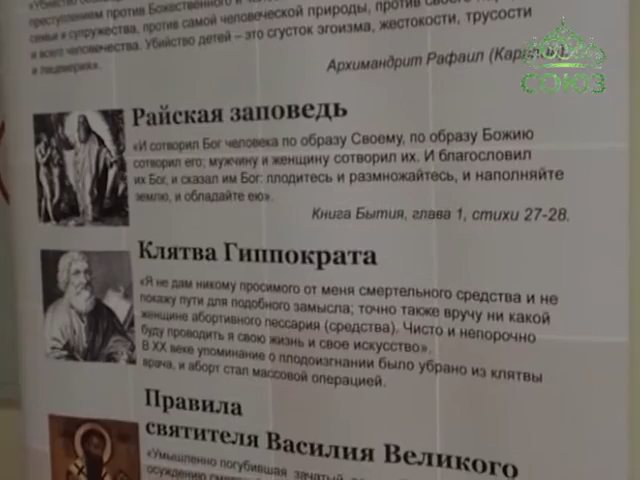 преступлением против Божественного и
семьи и супружества, против самой человеческой природы, против своего
и всего человечества. Убийство детей – это сгусток эгоизма, жестокости, трусости
и лицемерия».
Архимандрит Рафаил
СОЮЗ
Райская заповедь
«И сотворил Бог человека по образу Своему, по образу Божию
сотворил его; мужчину и женщину сотворил их. И благословил
их Бог, и сказал им Бог: плодитесь и размножайтесь, и наполняйте
землю, и обладайте ею».
Книга Бытия, глава 1, стихи 27-28.
Клятва Гиппократа
«Я не дам никому просимого от меня смертельного средства и не
покажу пути для подобного замысла; точно также вручу ни какой
женщине абортивного пессария (средства). Чисто и непорочно
буду проводить я свою жизнь и свое искусство».
В XX веке упоминание о плодоизгнании было убрано из клятвы
врача, и аборт стал массовой операцией.
Правила
святителя Василия Великого
«Умышленно погубившая зачатый
осуждению